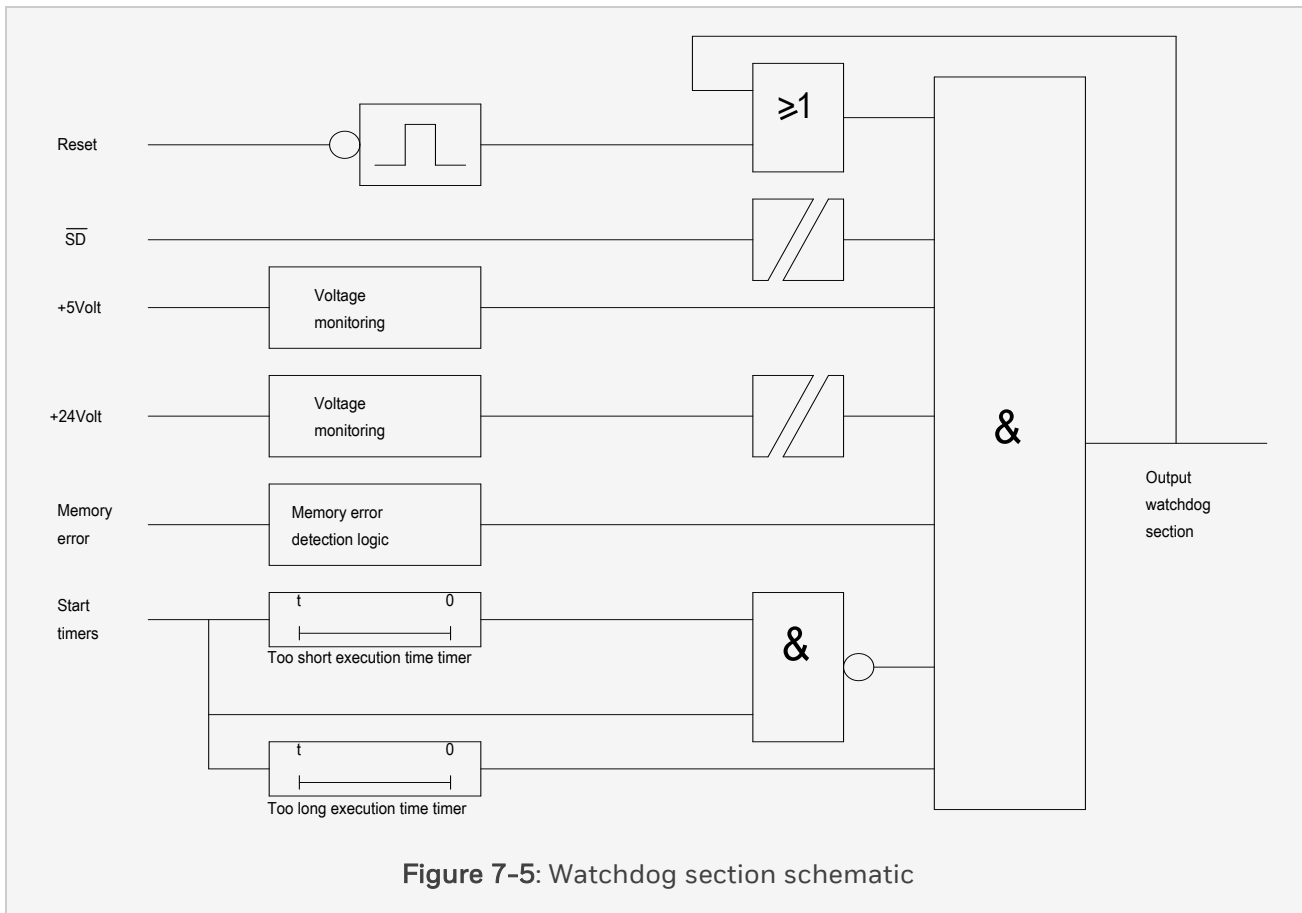 ≥1
Reset
S̅D̅
+5Volt
Voltage
monitoring
+24Volt
Voltage
monitoring
&
Output
watchdog
section
Memory
error
Memory error
detection logic
Start
timers
t 0
Too short execution time timer
&
t 0
Too long execution time timer
Figure 7-5: Watchdog section schematic